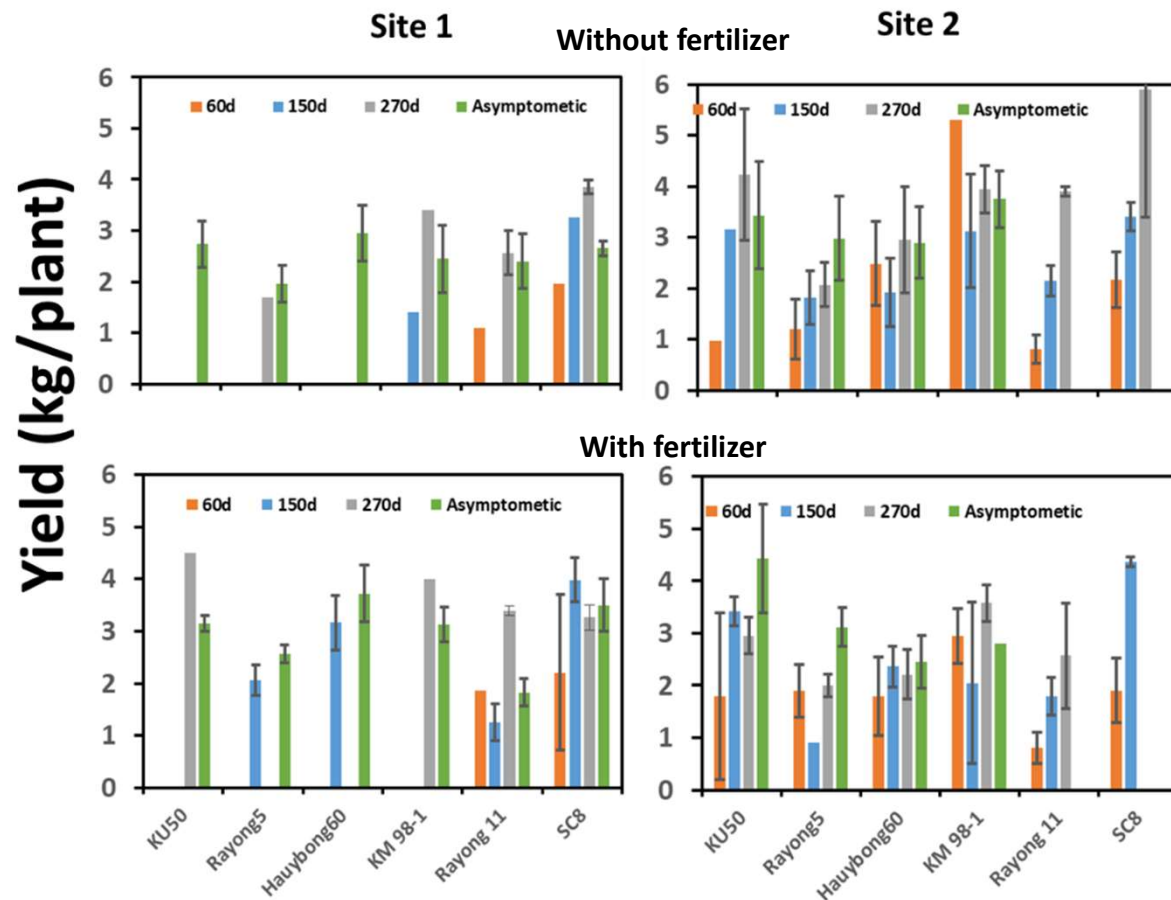 Site 1
Site 2
Without fertilizer
Yield (kg/plant)
6
5
4
3
2
1
0
60d 150d 270d Asymptometic
6
5
4
3
2
1
0
60d 150d 270d Asymptometic
With fertilizer
6
5
4
3
2
1
0
60d 150d 270d Asymptometic
KU50
Rayong5
Hauybong60
KM 98-1
Rayong 11
SC8
6
5
4
3
2
1
0
60d 150d 270d Asymptometic
KU50
Rayong5
Hauybong60
KM 98-1
Rayong 11
SC8